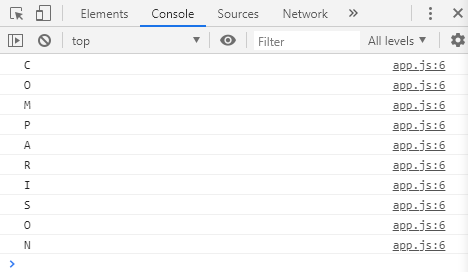 Elements Console Sources Network »
top Filter All levels
C app.js:6
O app.js:6
M app.js:6
P app.js:6
A app.js:6
R app.js:6
I app.js:6
S app.js:6
O app.js:6
N app.js:6
>